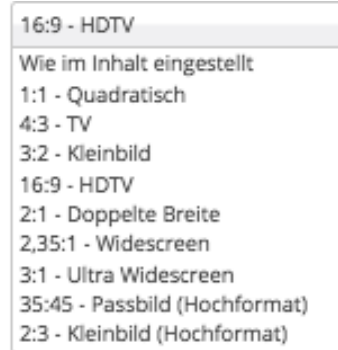 16:9 - HDTV
Wie im Inhalt eingestellt
1:1 - Quadratisch
4:3 - TV
3:2 - Kleinbild
16:9 - HDTV
2:1 - Doppelte Breite
2,35:1 - Widescreen
3:1 - Ultra Widescreen
35:45 - Passbild (Hochformat)
2:3 - Kleinbild (Hochformat)